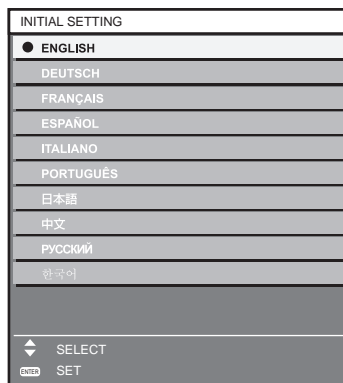 INITIAL SETTING
ENGLISH
DEUTSCH
FRANÇAIS
ESPAÑOL
ITALIANO
PORTUGUÊS
日本語
中文
РУССКИЙ
한국어
SELECT
ENTER SET